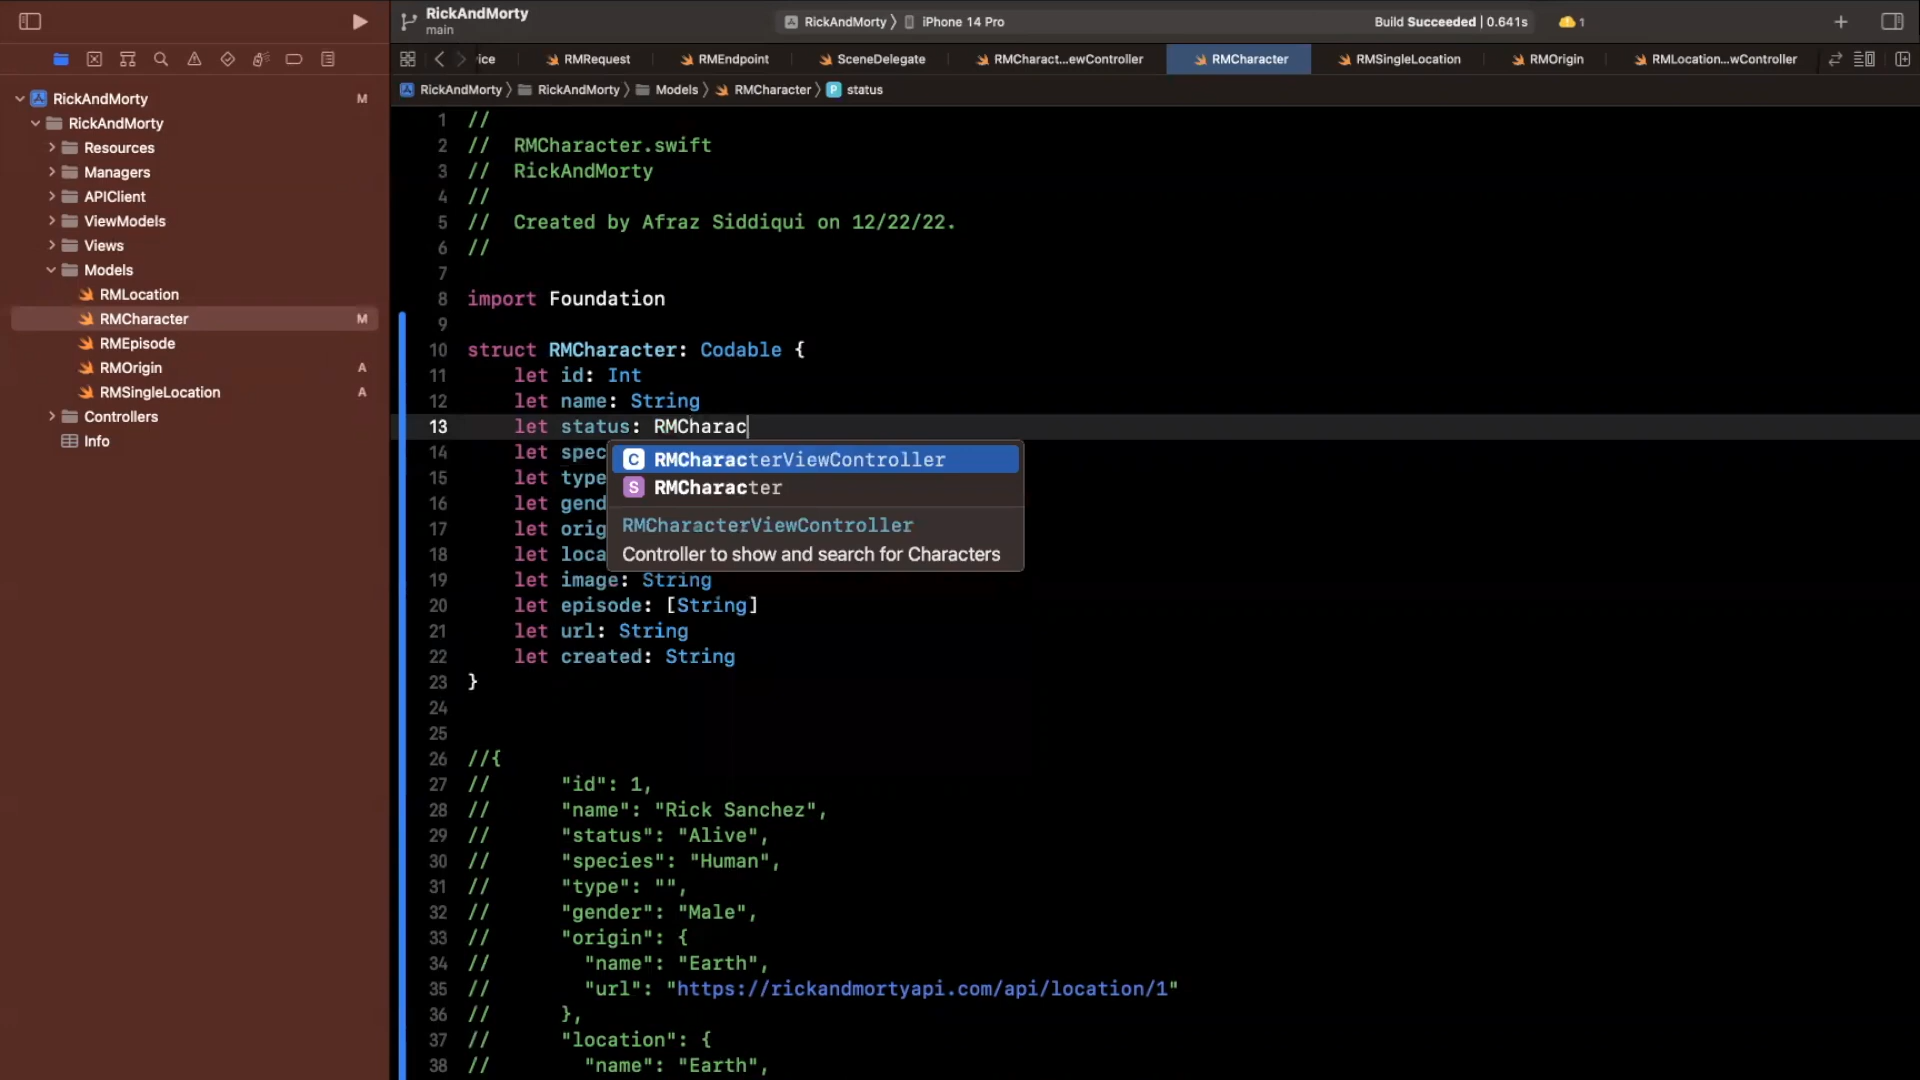 RickAndMorty
main
RickAndMorty 〉 iPhone 14 Pro
Build Succeeded | 0.641s
1
ice
RMRequest
RMEndpoint
SceneDelegate
RMCharact...ewController
RMCharacter
RMSingleLocation
RMOrigin
RMLocation...wController
RickAndMorty 〉 RickAndMorty 〉 Models 〉 RMCharacter 〉 P status
RickAndMorty M
RickAndMorty
Resources
Managers
APIClient
ViewModels
Views
Models
RMLocation
RMCharacter M
RMEpisode
RMOrigin A
RMSingleLocation A
Controllers
Info
1 //
2 //  RMCharacter.swift
3 //  RickAndMorty
4 //
5 //  Created by Afraz Siddiqui on 12/22/22.
6 //
7
8 import Foundation
9
10 struct RMCharacter: Codable {
11     let id: Int
12     let name: String
13     let status: RMCharac
14     let spec
15     let type
16     let gend
17     let orig
18     let loca
C RMCharacterViewController
S RMCharacter
RMCharacterViewController
Controller to show and search for Characters
19     let image: String
20     let episode: [String]
21     let url: String
22     let created: String
23 }
24
25
26 //{
27 //      "id": 1,
28 //      "name": "Rick Sanchez",
29 //      "status": "Alive",
30 //      "species": "Human",
31 //      "type": "",
32 //      "gender": "Male",
33 //      "origin": {
34 //        "name": "Earth",
35 //        "url": "https://rickandmortyapi.com/api/location/1"
36 //      },
37 //      "location": {
38 //        "name": "Earth",